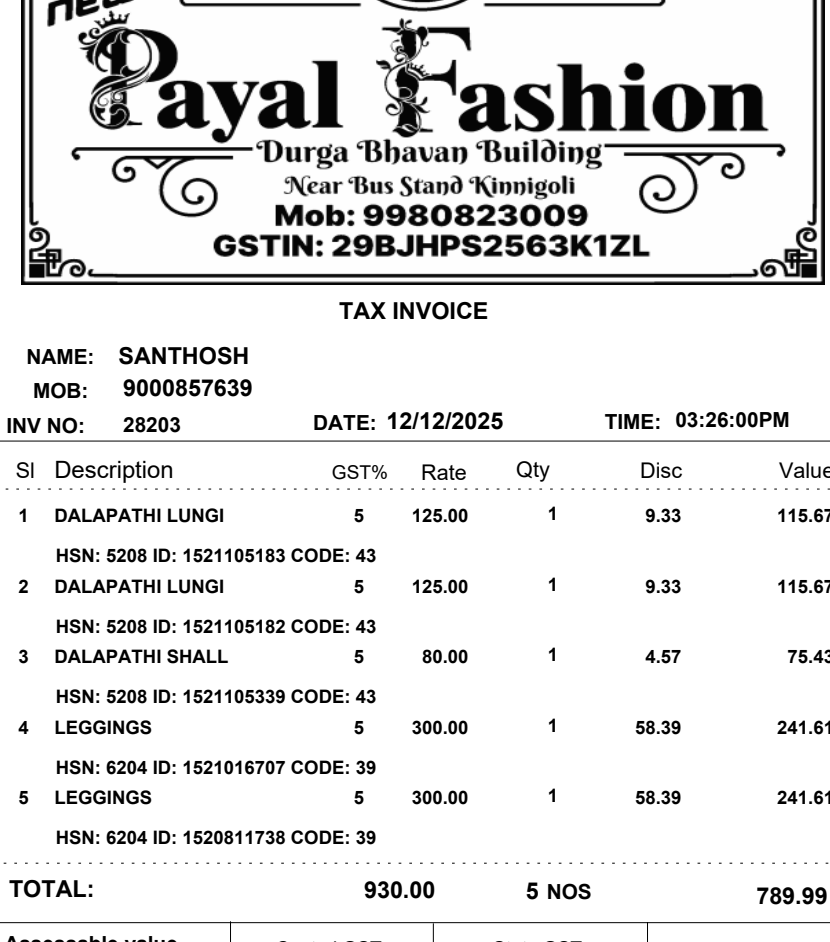 new
Payal Fashion
Durga Bhavan Building
Near Bus Stand Kinnigoli
Mob: 9980823009
GSTIN: 29BJHPS2563K1ZL
TAX INVOICE
NAME: SANTHOSH
MOB: 9000857639
INV NO: 28203 DATE: 12/12/2025 TIME: 03:26:00PM
Sl Description GST% Rate Qty Disc Value
1 DALAPATHI LUNGI 5 125.00 1 9.33 115.67
HSN: 5208 ID: 1521105183 CODE: 43
2 DALAPATHI LUNGI 5 125.00 1 9.33 115.67
HSN: 5208 ID: 1521105182 CODE: 43
3 DALAPATHI SHALL 5 80.00 1 4.57 75.43
HSN: 5208 ID: 1521105339 CODE: 43
4 LEGGINGS 5 300.00 1 58.39 241.61
HSN: 6204 ID: 1521016707 CODE: 39
5 LEGGINGS 5 300.00 1 58.39 241.61
HSN: 6204 ID: 1520811738 CODE: 39
TOTAL: 930.00 5 NOS 789.99